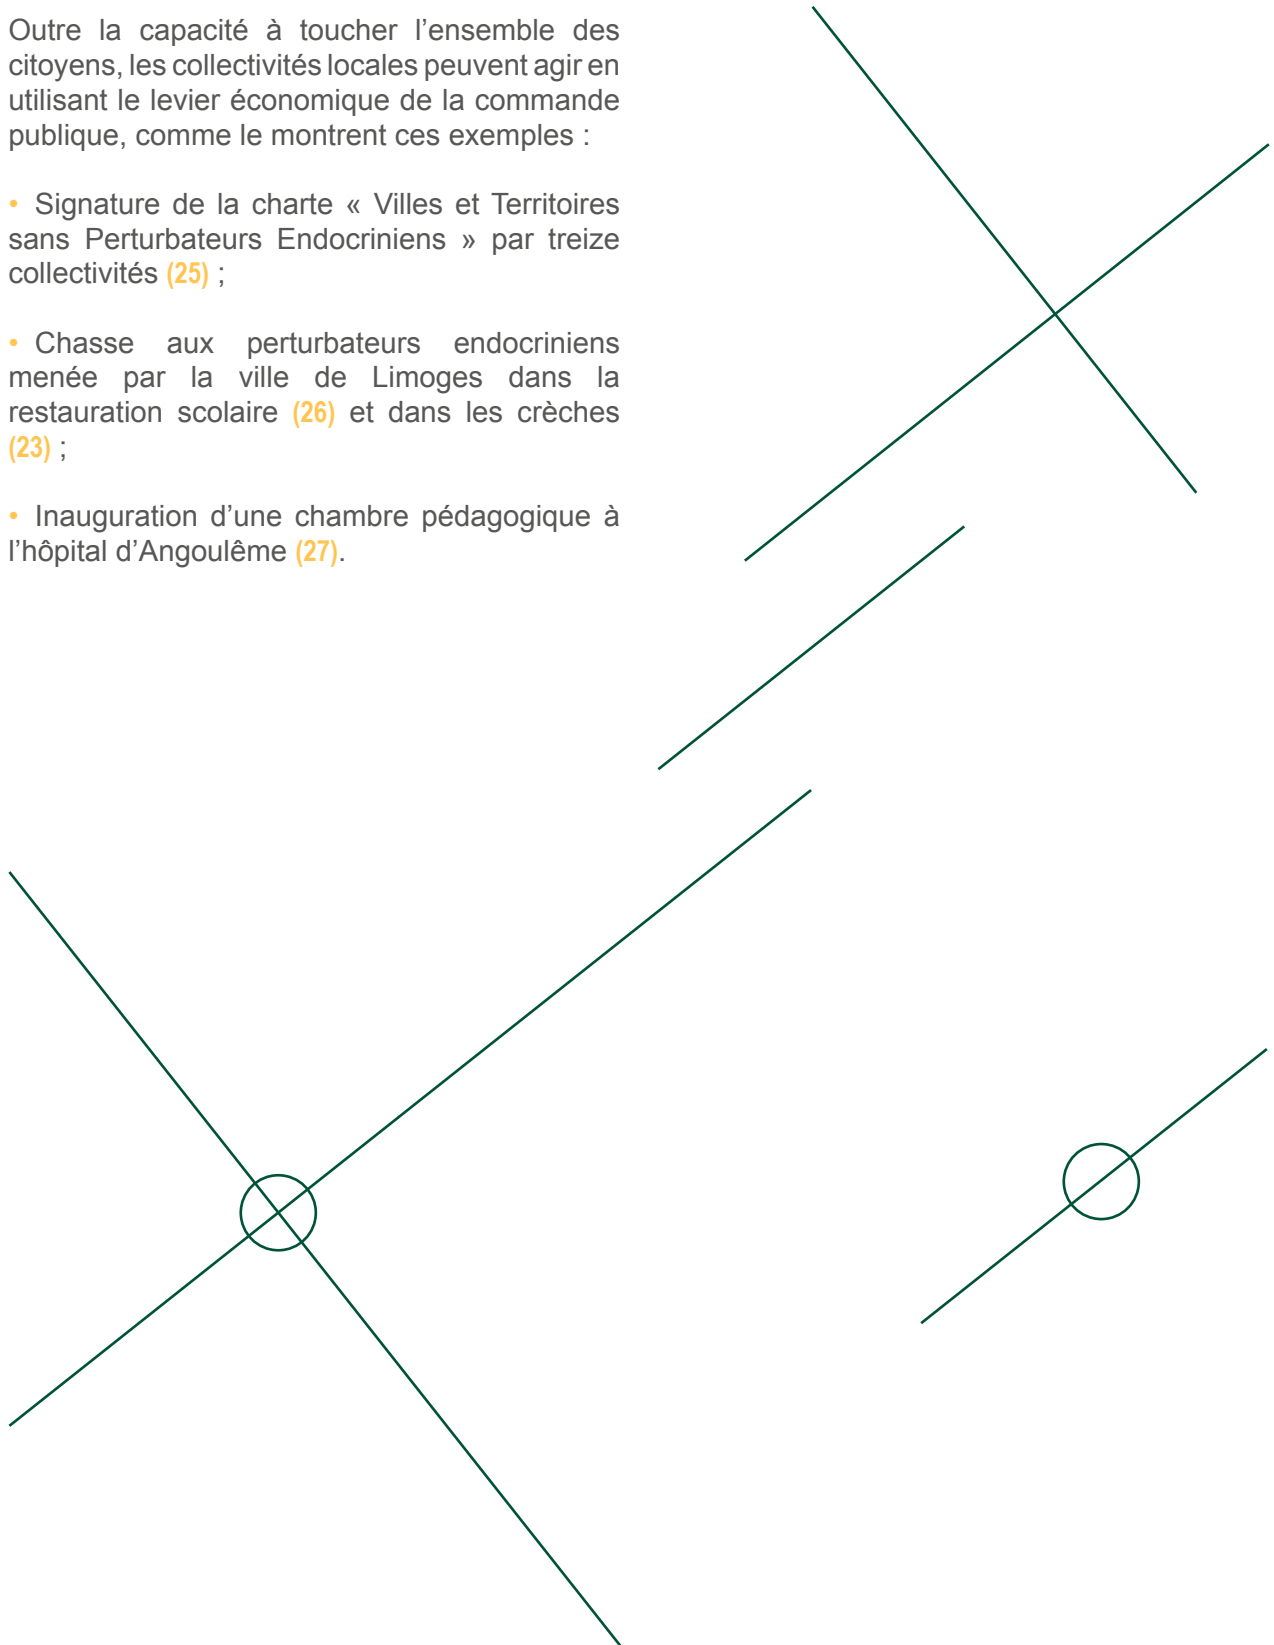 Outre la capacité à toucher l’ensemble des
citoyens, les collectivités locales peuvent agir en
utilisant le levier économique de la commande
publique, comme le montrent ces exemples :
• Signature de la charte « Villes et Territoires
sans Perturbateurs Endocriniens » par treize
collectivités (25) ;
• Chasse aux perturbateurs endocriniens
menée par la ville de Limoges dans la
restauration scolaire (26) et dans les crèches
(23) ;
• Inauguration d’une chambre pédagogique à
l’hôpital d’Angoulême (27).